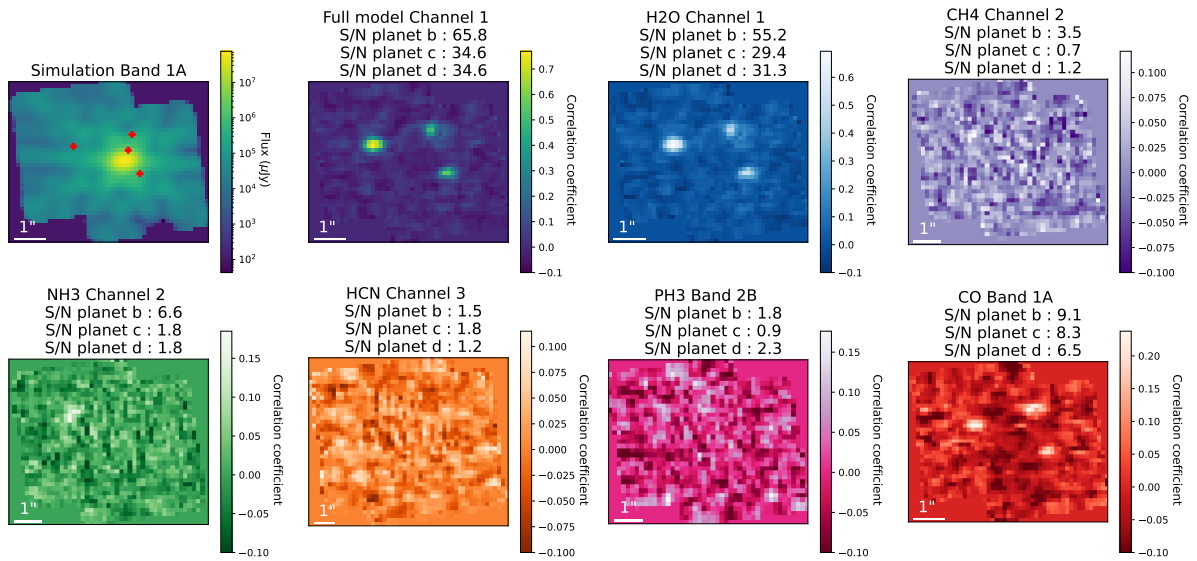 Simulation Band 1A
10^7
10^6
10^5
10^4
10^3
10^2
Flux (μJy)
1"
Full model Channel 1
S/N planet b : 65.8
S/N planet c : 34.6
S/N planet d : 34.6
0.7
0.6
0.5
0.4
0.3
0.2
0.1
0.0
−0.1
Correlation coefficient
1"
H2O Channel 1
S/N planet b : 55.2
S/N planet c : 29.4
S/N planet d : 31.3
0.6
0.5
0.4
0.3
0.2
0.1
0.0
−0.1
Correlation coefficient
1"
CH4 Channel 2
S/N planet b : 3.5
S/N planet c : 0.7
S/N planet d : 1.2
0.100
0.075
0.050
0.025
0.000
−0.025
−0.050
−0.075
−0.100
Correlation coefficient
1"
NH3 Channel 2
S/N planet b : 6.6
S/N planet c : 1.8
S/N planet d : 1.8
0.15
0.10
0.05
0.00
−0.05
−0.10
Correlation coefficient
1"
HCN Channel 3
S/N planet b : 1.5
S/N planet c : 1.8
S/N planet d : 1.2
0.100
0.075
0.050
0.025
0.000
−0.025
−0.050
−0.075
−0.100
Correlation coefficient
1"
PH3 Band 2B
S/N planet b : 1.8
S/N planet c : 0.9
S/N planet d : 2.3
0.15
0.10
0.05
0.00
−0.05
−0.10
Correlation coefficient
1"
CO Band 1A
S/N planet b : 9.1
S/N planet c : 8.3
S/N planet d : 6.5
0.20
0.15
0.10
0.05
0.00
−0.05
−0.10
Correlation coefficient
1"